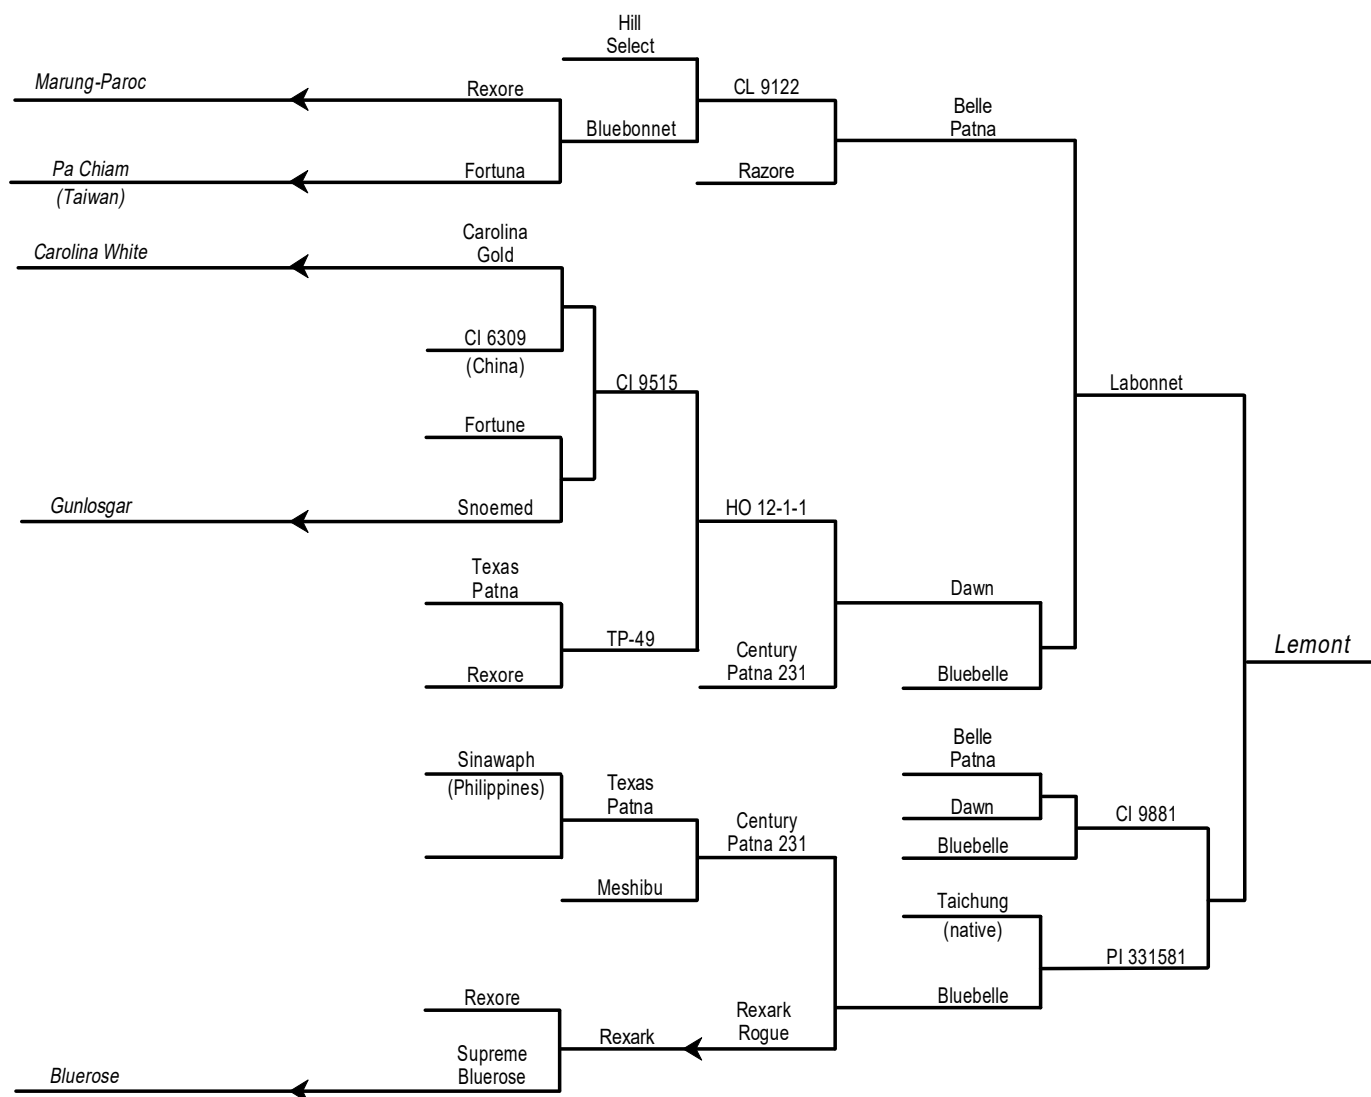 Hill
Select
Marung-Paroc
Rexore
CL 9122
Belle
Patna
Bluebonnet
Pa Chiam
(Taiwan)
Fortuna
Razore
Carolina White
Carolina
Gold
CI 6309
(China)
CI 9515
Labonnet
Fortune
Gunlosgar
Snoemed
HO 12-1-1
Texas
Patna
Dawn
TP-49
Century
Patna 231
Rexore
Bluebelle
Lemont
Sinawaph
(Philippines)
Texas
Patna
Belle
Patna
Dawn
CI 9881
Century
Patna 231
Bluebelle
Meshibu
Taichung
(native)
PI 331581
Rexore
Bluebelle
Rexark
Rexark
Rogue
Supreme
Bluerose
Bluerose